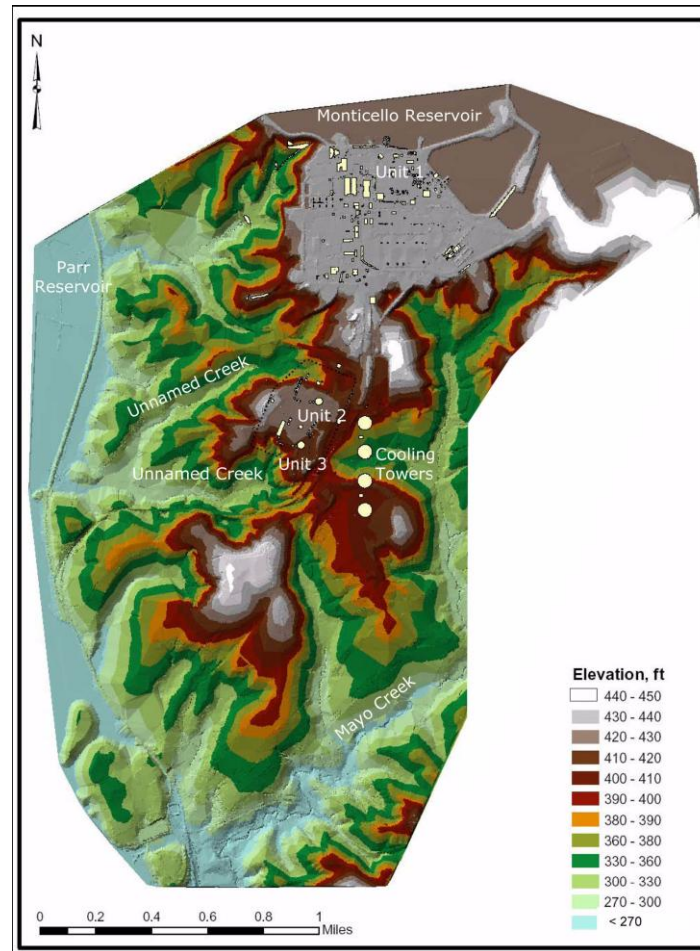 N
Monticello Reservoir
Unit 1
Parr
Reservoir
Unnamed Creek
Unit 2
Unnamed Creek
Unit 3
Cooling
Towers
Mayo Creek
Elevation, ft
440 - 450
430 - 440
420 - 430
410 - 420
400 - 410
390 - 400
380 - 390
360 - 380
330 - 360
300 - 330
270 - 300
< 270
0 0.2 0.4 0.6 0.8 1
Miles